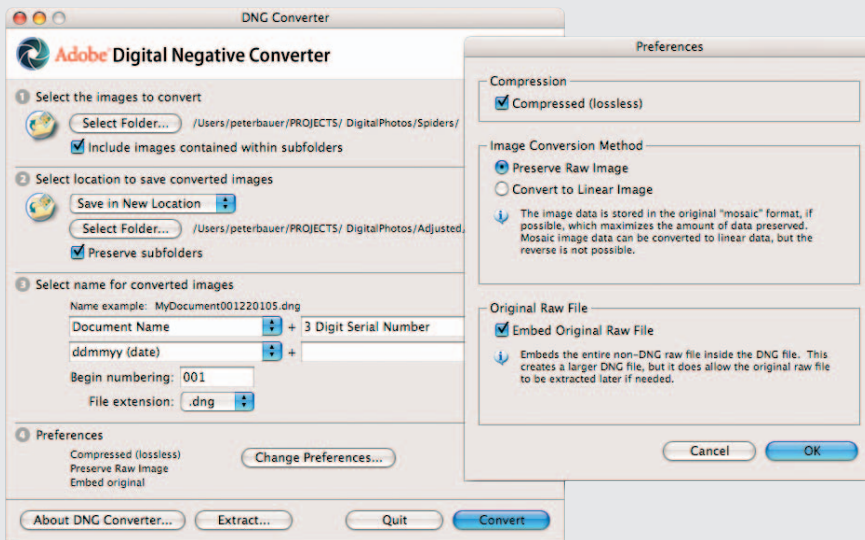 DNG Converter
Adobe Digital Negative Converter
1 Select the images to convert
Select Folder... /Users/peterbauer/PROJECTS/ DigitalPhotos/Spiders/
Include images contained within subfolders
2 Select location to save converted images
Save in New Location
Select Folder... /Users/peterbauer/PROJECTS/ DigitalPhotos/Adjusted,
Preserve subfolders
3 Select name for converted images
Name example: MyDocument001220105.dng
Document Name + 3 Digit Serial Number
ddmmyy (date) +
Begin numbering: 001
File extension: .dng
4 Preferences
Compressed (lossless)
Preserve Raw Image
Embed original
Change Preferences...
About DNG Converter... Extract... Quit Convert
Preferences
Compression
Compressed (lossless)
Image Conversion Method
Preserve Raw Image
Convert to Linear Image
The image data is stored in the original "mosaic" format, if
possible, which maximizes the amount of data preserved.
Mosaic image data can be converted to linear data, but the
reverse is not possible.
Original Raw File
Embed Original Raw File
Embeds the entire non-DNG raw file inside the DNG file. This
creates a larger DNG file, but it does allow the original raw file
to be extracted later if needed.
Cancel OK